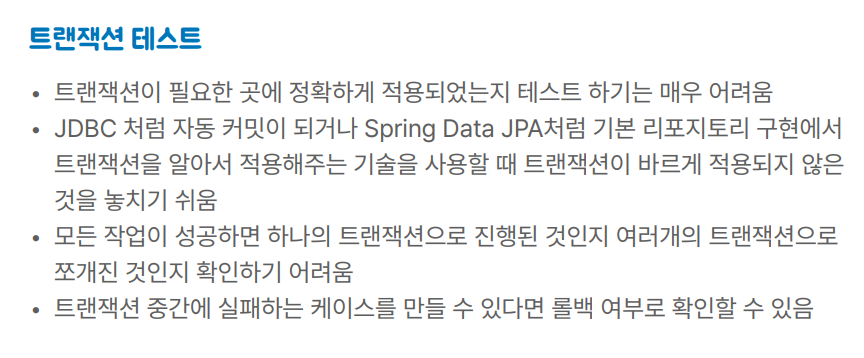 트랜잭션 테스트
• 트랜잭션이 필요한 곳에 정확하게 적용되었는지 테스트 하기는 매우 어려움
• JDBC 처럼 자동 커밋이 되거나 Spring Data JPA처럼 기본 리포지토리 구현에서
트랜잭션을 알아서 적용해주는 기술을 사용할 때 트랜잭션이 바르게 적용되지 않은
것을 놓치기 쉬움
• 모든 작업이 성공하면 하나의 트랜잭션으로 진행된 것인지 여러개의 트랜잭션으로
쪼개진 것인지 확인하기 어려움
• 트랜잭션 중간에 실패하는 케이스를 만들 수 있다면 롤백 여부로 확인할 수 있음